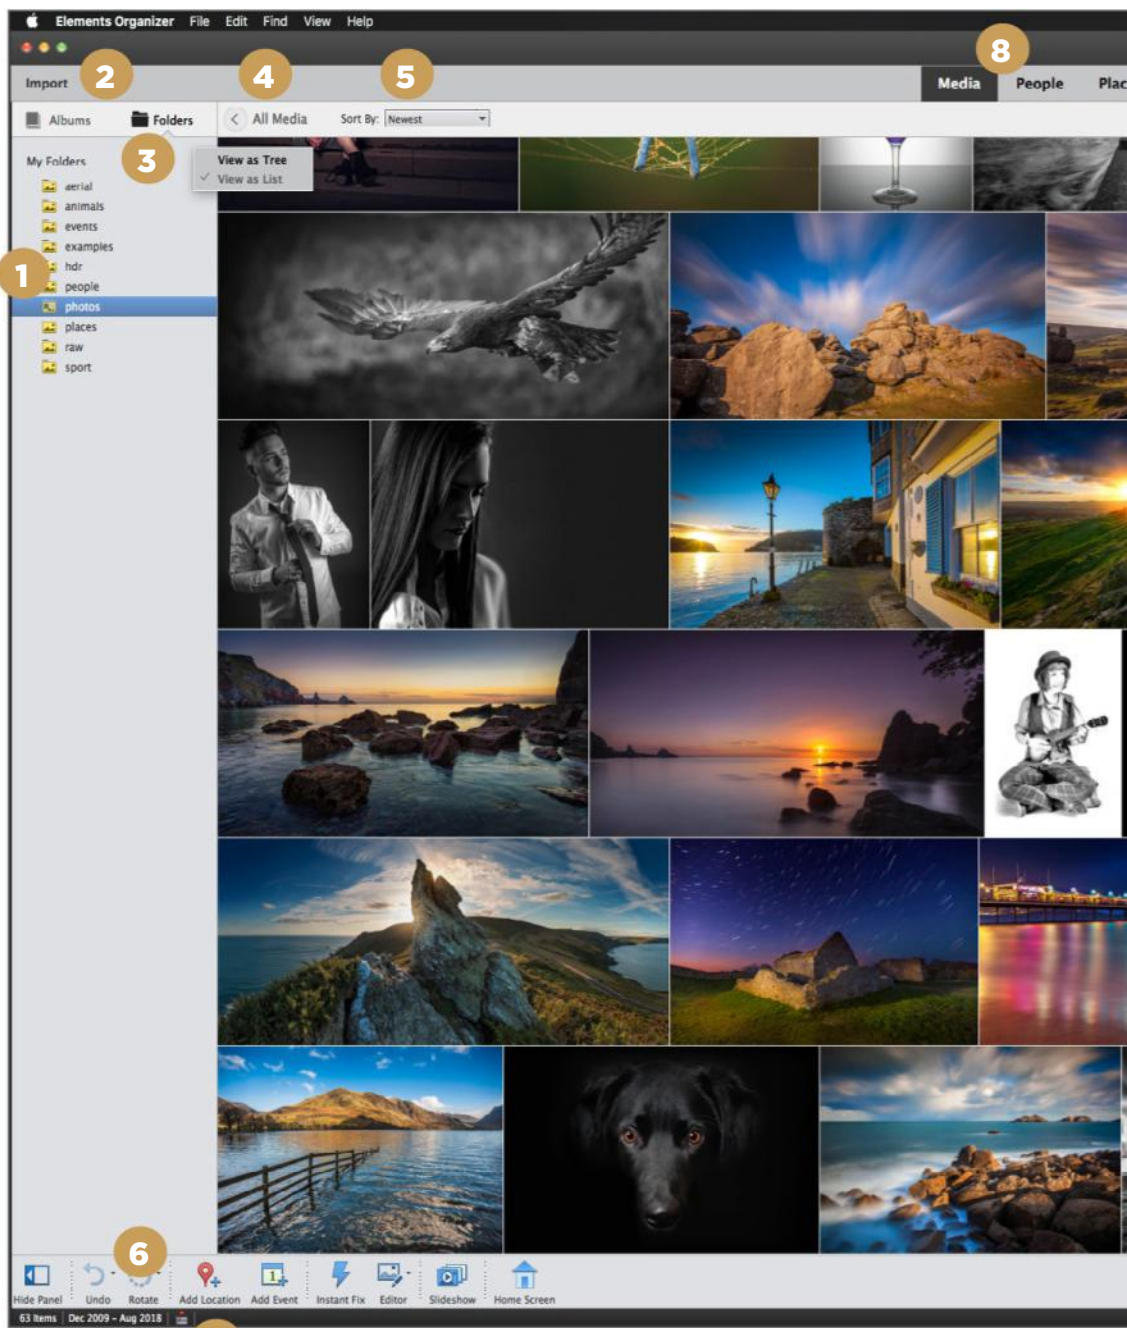 Elements Organizer File Edit Find View Help
2 4 5 8
Import Media People Plac
Albums Folders All Media Sort By: Newest
3
My Folders
View as Tree
View as List
aerial
animals
events
examples
1 hdr
people
photos
places
raw
sport
6
1
Hide Panel Undo Rotate Add Location Add Event Instant Fix Editor Slideshow Home Screen
63 Items Dec 2009 - Aug 2018